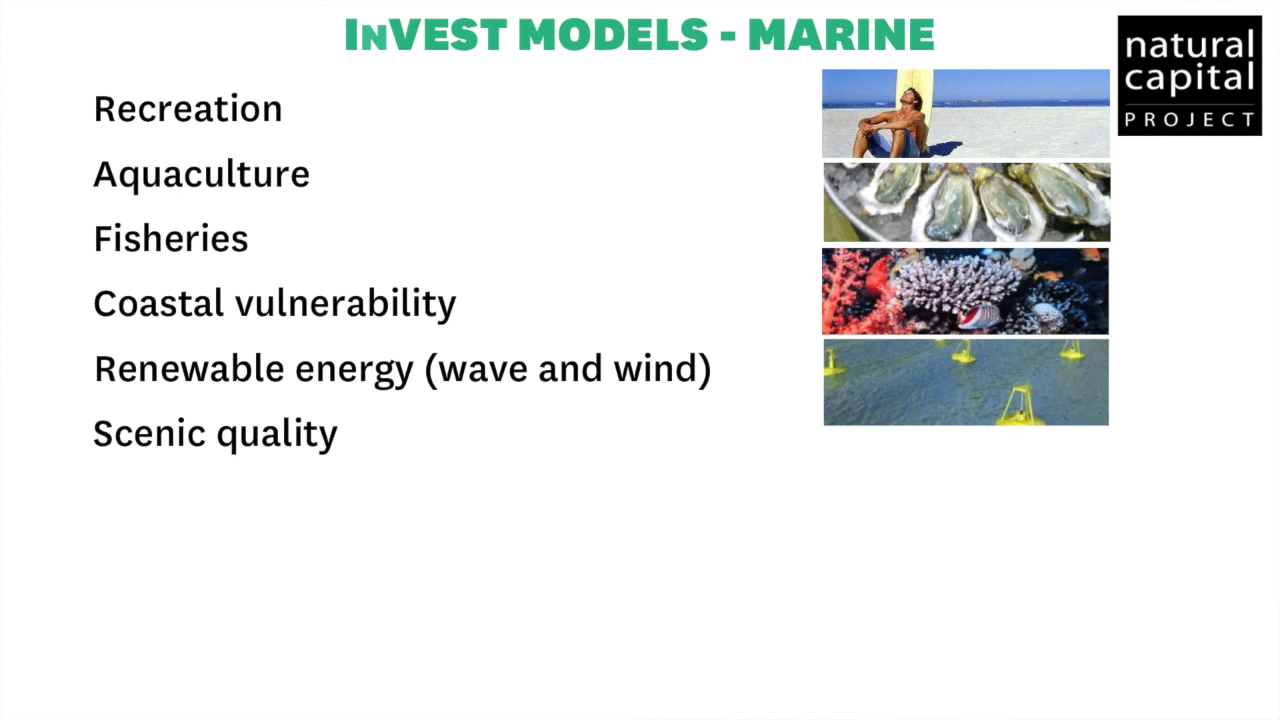 InVEST MODELS - MARINE
natural
capital
PROJECT
Recreation
Aquaculture
Fisheries
Coastal vulnerability
Renewable energy (wave and wind)
Scenic quality